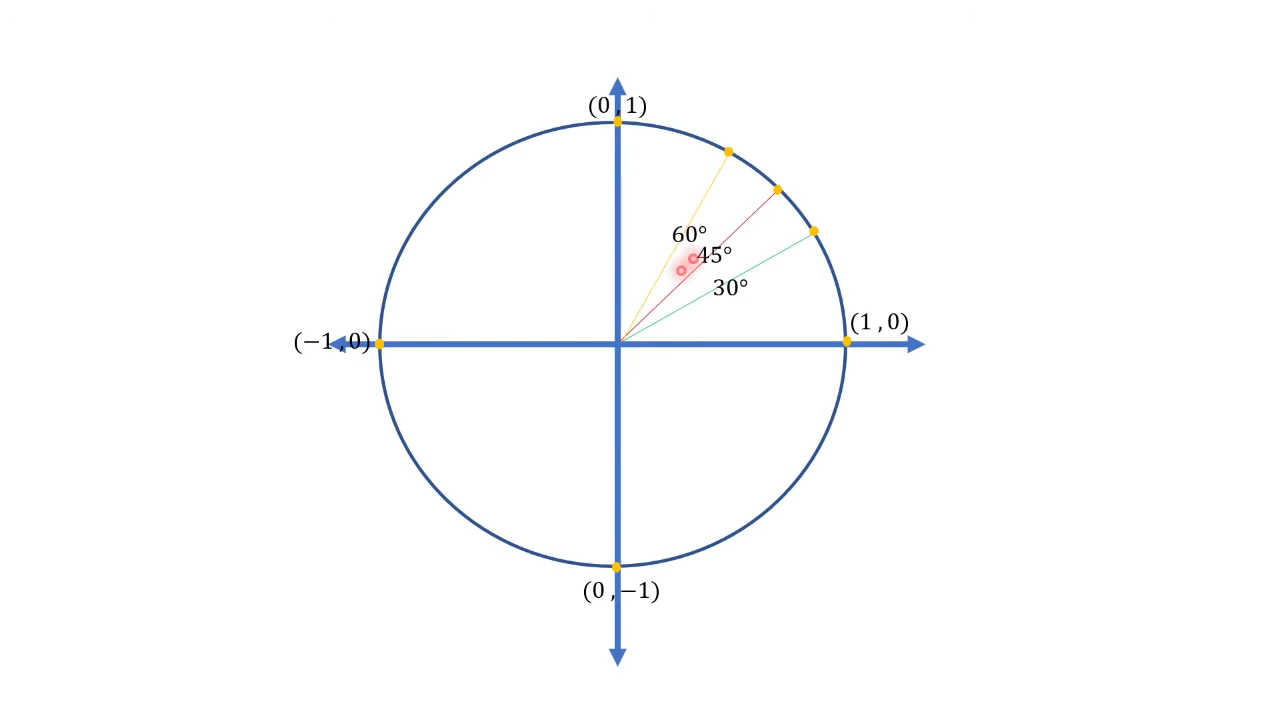 (0 , 1)
60°
45°
30°
(1 , 0)
(−1 , 0)
(0 , −1)